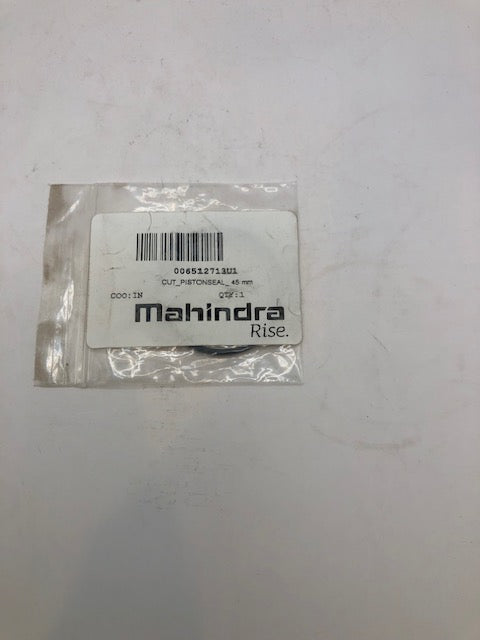 006512713U1
CUT_PISTONSEAL_ 45 mm
COO:IN QTY:1
Mahindra
Rise.